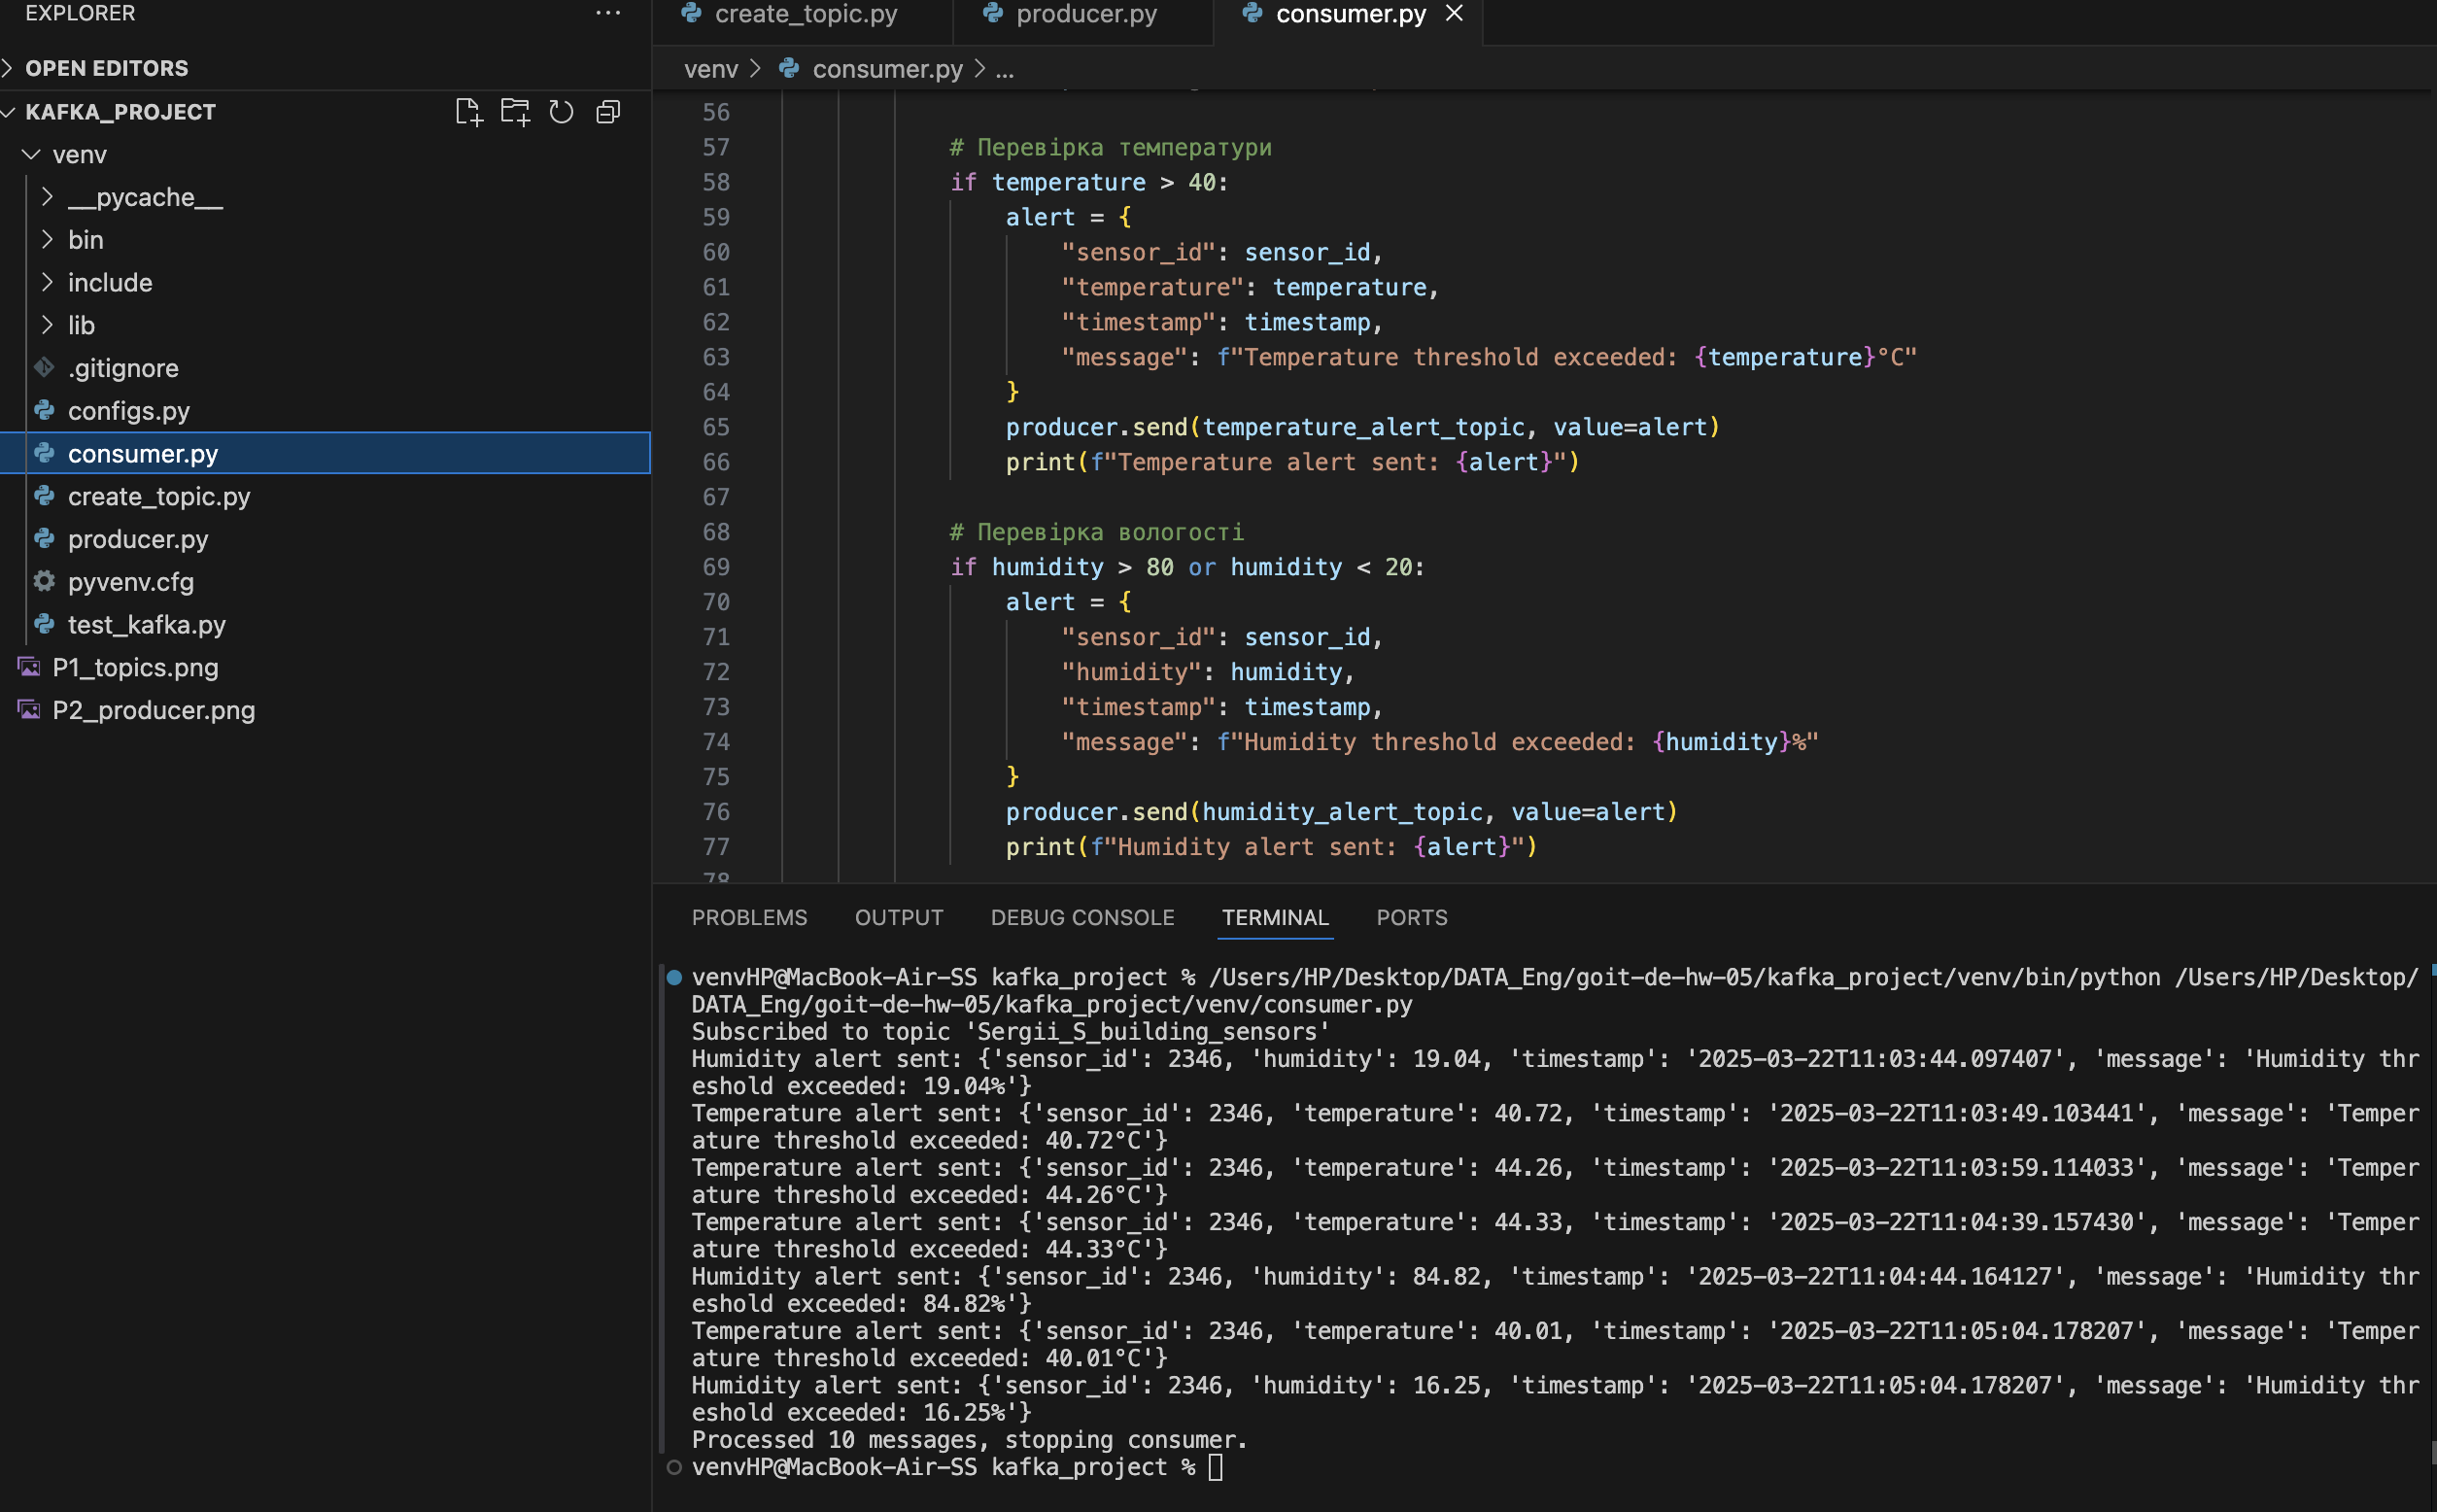 EXPLORER
OPEN EDITORS
KAFKA_PROJECT
venv
__pycache__
bin
include
lib
.gitignore
configs.py
consumer.py
create_topic.py
producer.py
pyvenv.cfg
test_kafka.py
P1_topics.png
P2_producer.png
create_topic.py
producer.py
consumer.py
venv > consumer.py > ...
56
57 # Перевірка температури
58 if temperature > 40:
59 alert = {
60 "sensor_id": sensor_id,
61 "temperature": temperature,
62 "timestamp": timestamp,
63 "message": f"Temperature threshold exceeded: {temperature}°C"
64 }
65 producer.send(temperature_alert_topic, value=alert)
66 print(f"Temperature alert sent: {alert}")
67
68 # Перевірка вологості
69 if humidity > 80 or humidity < 20:
70 alert = {
71 "sensor_id": sensor_id,
72 "humidity": humidity,
73 "timestamp": timestamp,
74 "message": f"Humidity threshold exceeded: {humidity}%"
75 }
76 producer.send(humidity_alert_topic, value=alert)
77 print(f"Humidity alert sent: {alert}")
78
PROBLEMS OUTPUT DEBUG CONSOLE TERMINAL PORTS
venvHP@MacBook-Air-SS kafka_project % /Users/HP/Desktop/DATA_Eng/goit-de-hw-05/kafka_project/venv/bin/python /Users/HP/Desktop/
DATA_Eng/goit-de-hw-05/kafka_project/venv/consumer.py
Subscribed to topic 'Sergii_S_building_sensors'
Humidity alert sent: {'sensor_id': 2346, 'humidity': 19.04, 'timestamp': '2025-03-22T11:03:44.097407', 'message': 'Humidity thr
eshold exceeded: 19.04%'}
Temperature alert sent: {'sensor_id': 2346, 'temperature': 40.72, 'timestamp': '2025-03-22T11:03:49.103441', 'message': 'Temper
ature threshold exceeded: 40.72°C'}
Temperature alert sent: {'sensor_id': 2346, 'temperature': 44.26, 'timestamp': '2025-03-22T11:03:59.114033', 'message': 'Temper
ature threshold exceeded: 44.26°C'}
Temperature alert sent: {'sensor_id': 2346, 'temperature': 44.33, 'timestamp': '2025-03-22T11:04:39.157430', 'message': 'Temper
ature threshold exceeded: 44.33°C'}
Humidity alert sent: {'sensor_id': 2346, 'humidity': 84.82, 'timestamp': '2025-03-22T11:04:44.164127', 'message': 'Humidity thr
eshold exceeded: 84.82%'}
Temperature alert sent: {'sensor_id': 2346, 'temperature': 40.01, 'timestamp': '2025-03-22T11:05:04.178207', 'message': 'Temper
ature threshold exceeded: 40.01°C'}
Humidity alert sent: {'sensor_id': 2346, 'humidity': 16.25, 'timestamp': '2025-03-22T11:05:04.178207', 'message': 'Humidity thr
eshold exceeded: 16.25%'}
Processed 10 messages, stopping consumer.
venvHP@MacBook-Air-SS kafka_project %